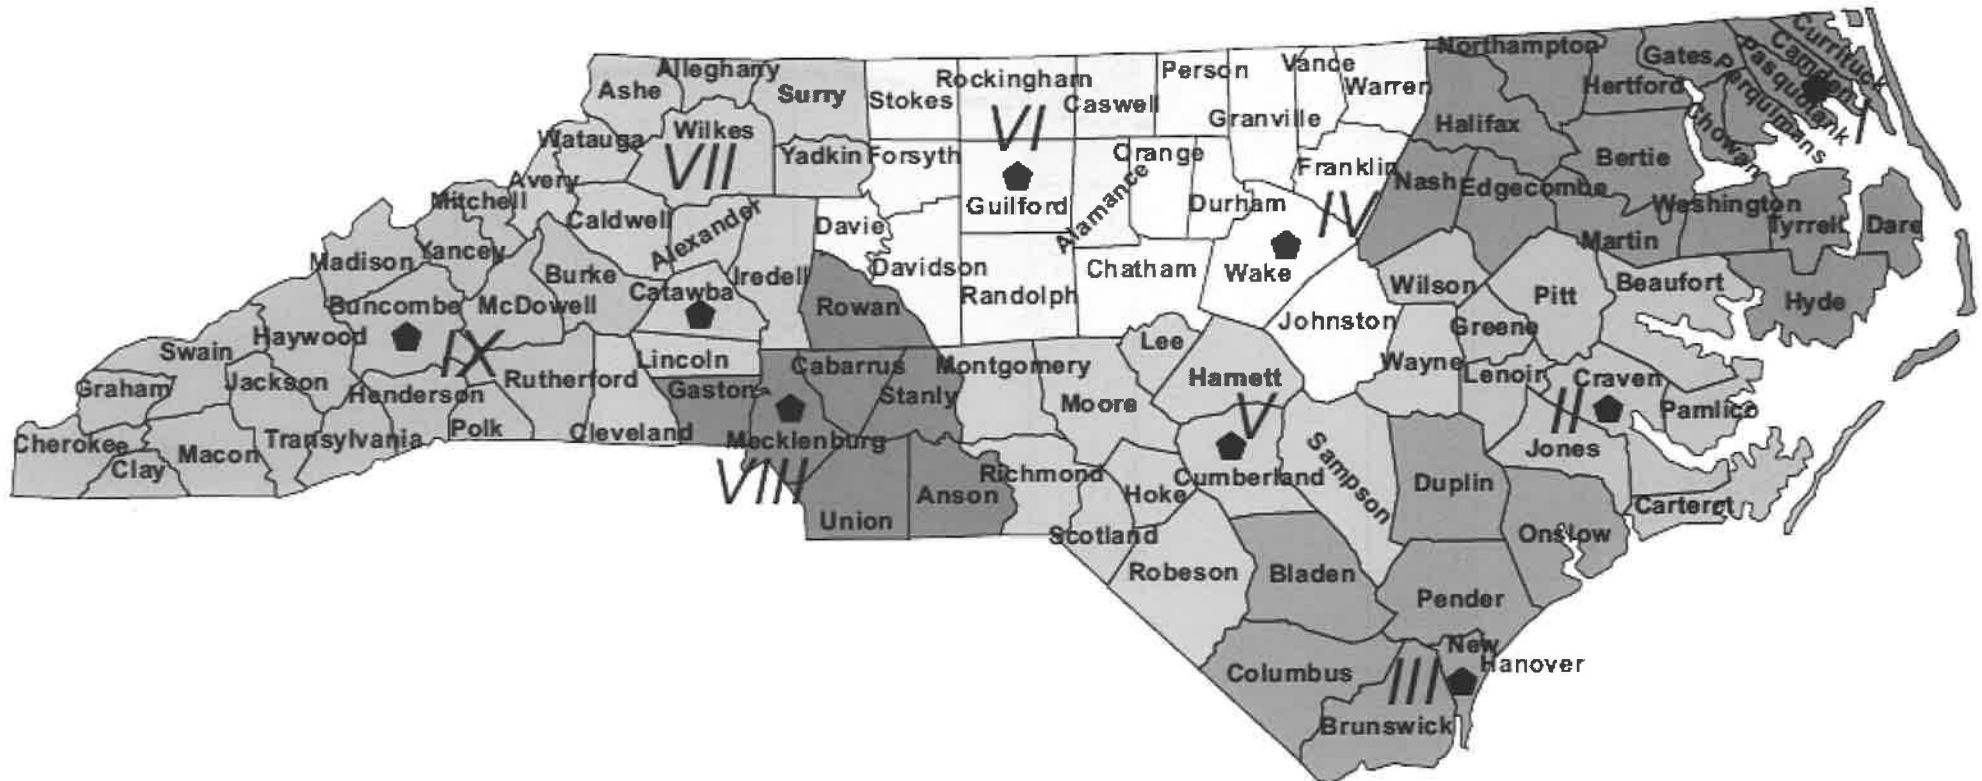 Ashe
Alleghany
Surry
Stokes
Rockingham
Caswell
Person
Vance
Warren
Granville
Northampton
Gates
Hertford
Currituck
Camden
Pasquotank
Perquimans
Chowan
I
Watauga
Wilkes
VII
Yadkin
Forsyth
VI
Guilford
Alamance
Orange
Durham
Franklin
IV
Halifax
Nash
Edgecombe
Bertie
Washington
Tyrrell
Dare
Martin
Avery
Mitchell
Yancey
Caldwell
Alexander
Davie
Davidson
Randolph
Chatham
Wake
Wilson
Pitt
Beaufort
Hyde
Madison
Buncombe
McDowell
Burke
Catawba
Iredell
Rowan
Johnston
Greene
Haywood
IX
Swain
Graham
Jackson
Henderson
Rutherford
Lincoln
Gaston
Cabarrus
Stanly
Montgomery
Moore
Lee
Harnett
V
Wayne
Lenoir
Craven
II
Pamlico
Jones
Cherokee
Clay
Macon
Transylvania
Polk
Cleveland
Mecklenburg
VIII
Union
Anson
Richmond
Hoke
Scotland
Cumberland
Sampson
Duplin
Onslow
Carteret
Robeson
Bladen
Pender
Columbus
III
New
Hanover
Brunswick